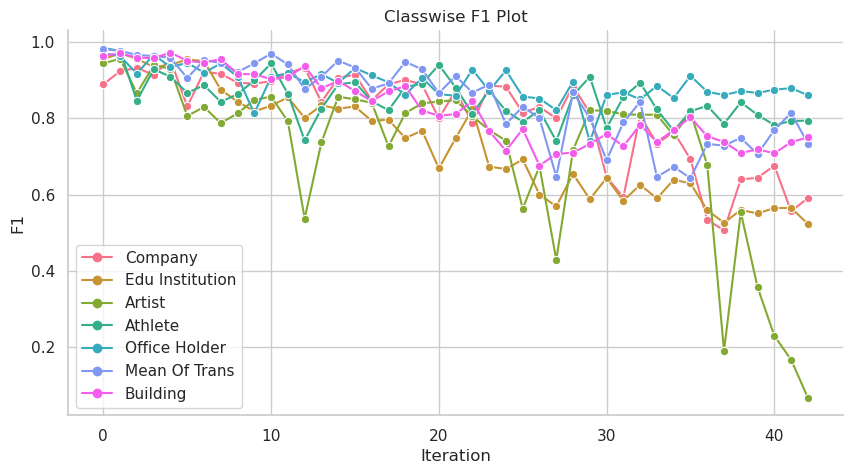 Classwise F1 Plot
1.0
0.8
0.6
0.4
0.2
F1
Company
Edu Institution
Artist
Athlete
Office Holder
Mean Of Trans
Building
0 10 20 30 40
Iteration